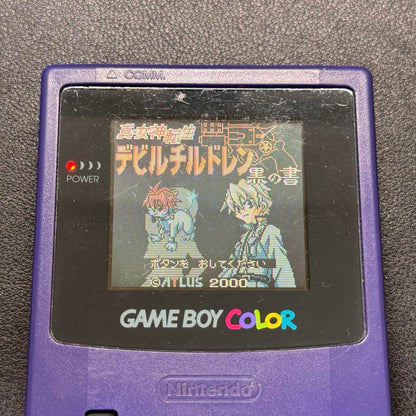 △ COMM.
真・女神転生
デビルチルドレン
黒の書
POWER
ボタンを おしてください
©ATLUS 2000
GAME BOY COLOR
Nintendo